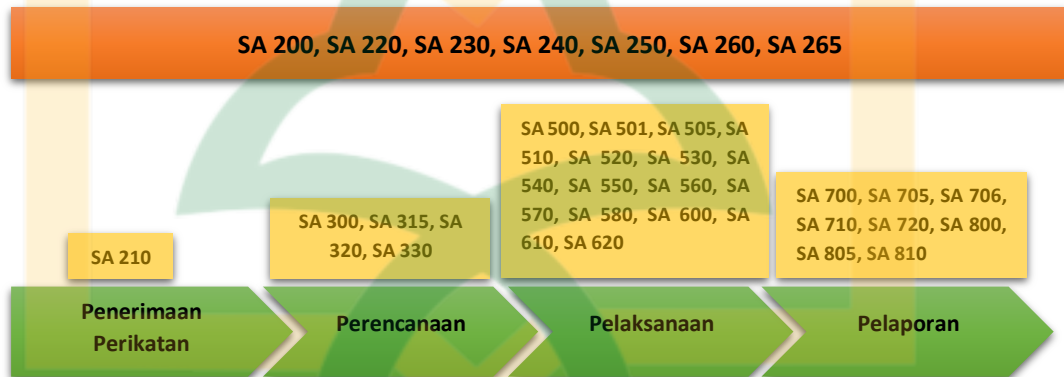 SA 200, SA 220, SA 230, SA 240, SA 250, SA 260, SA 265
SA 210
SA 300, SA 315, SA
320, SA 330
SA 500, SA 501, SA 505, SA
510, SA 520, SA 530, SA
540, SA 550, SA 560, SA
570, SA 580, SA 600, SA
610, SA 620
SA 700, SA 705, SA 706,
SA 710, SA 720, SA 800,
SA 805, SA 810
Penerimaan
Perikatan
Perencanaan
Pelaksanaan
Pelaporan